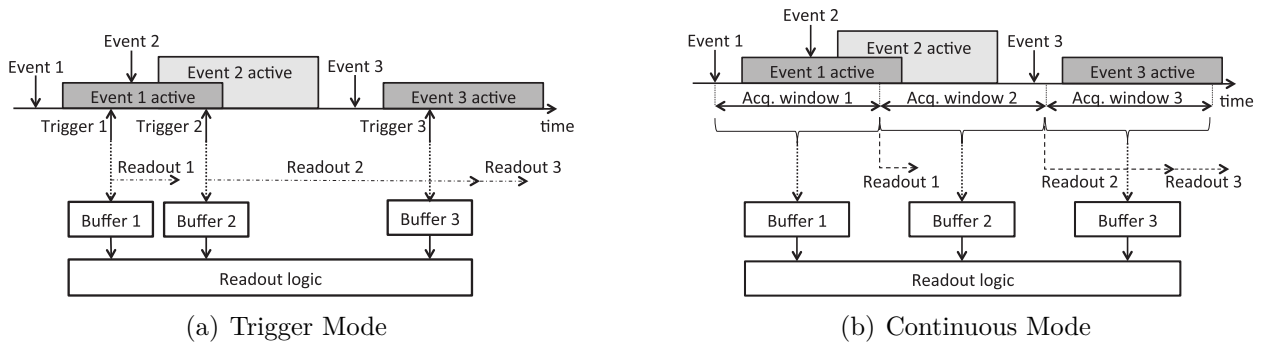 Event 1
Event 2
Event 1 active
Event 2 active
Event 3
Event 3 active
Trigger 1
Trigger 2
Trigger 3
time
Readout 1
Readout 2
Readout 3
Buffer 1
Buffer 2
Buffer 3
Readout logic
(a) Trigger Mode
Event 1
Event 2
Event 1 active
Event 2 active
Event 3
Event 3 active
Acq. window 1
Acq. window 2
Acq. window 3
time
Readout 1
Readout 2
Readout 3
Buffer 1
Buffer 2
Buffer 3
Readout logic
(b) Continuous Mode